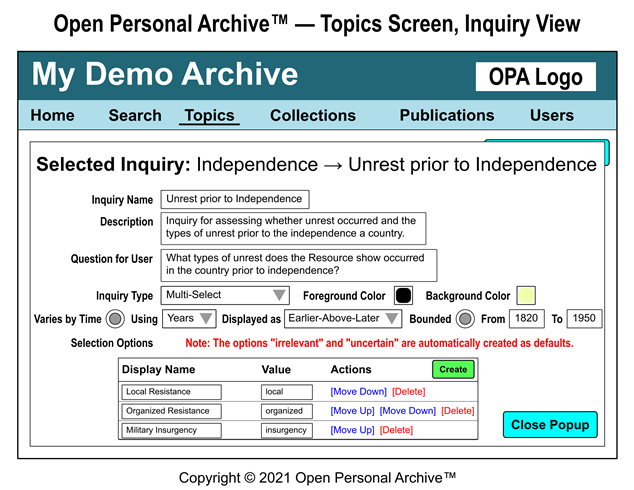 Open Personal Archive™ — Topics Screen, Inquiry View
My Demo Archive
OPA Logo
Home Search Topics Collections Publications Users
Selected Inquiry: Independence → Unrest prior to Independence
Inquiry Name Unrest prior to Independence
Description Inquiry for assessing whether unrest occurred and the
types of unrest prior to the independence a country.
Question for User What types of unrest does the Resource show occurred
in the country prior to independence?
Inquiry Type Multi-Select Foreground Color Background Color
Varies by Time Using Years Displayed as Earlier-Above-Later Bounded From 1820 To 1950
Selection Options Note: The options "irrelevant" and "uncertain" are automatically created as defaults.
Display Name Value Actions Create
Local Resistance local [Move Down] [Delete]
Organized Resistance organized [Move Up] [Move Down] [Delete]
Military Insurgency insurgency [Move Up] [Delete]
Close Popup
Copyright © 2021 Open Personal Archive™